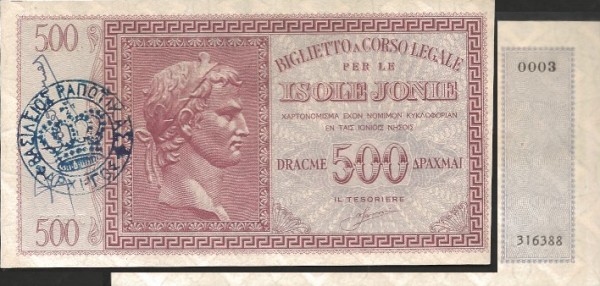 500
BIGLIETTO A CORSO LEGALE
PER LE
ISOLE JONIE
ΧΑΡΤΟΝΟΜΙΣΜΑ ΕΧΟΝ ΝΟΜΙΜΟΝ ΚΥΚΛΟΦΟΡΙΑΝ
ΕΝ ΤΑΙΣ ΙΟΝΙΟΙΣ ΝΗΣΟΙΣ
DRACME 500 ΔΡΑΧΜΑΙ
IL TESORIERE
500
0003
316388